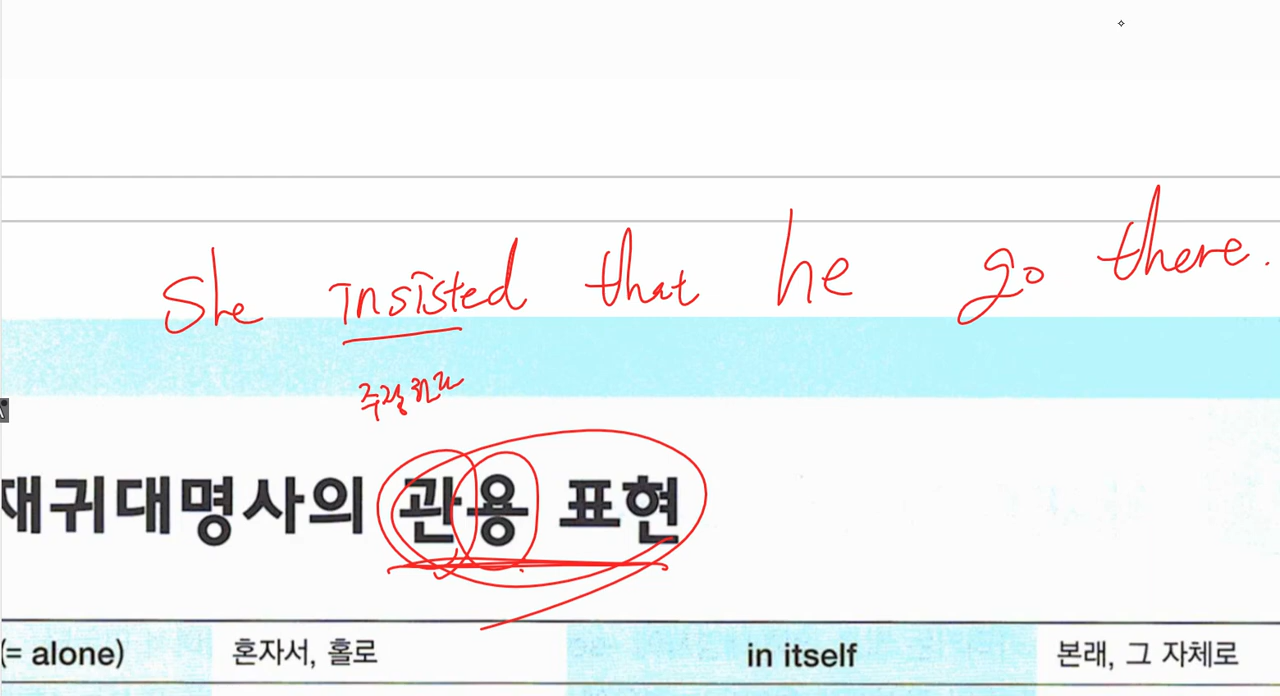 She insisted that he go there.
주장한다
재귀대명사의 관용 표현
(= alone) 혼자서, 홀로 in itself 본래, 그 자체로